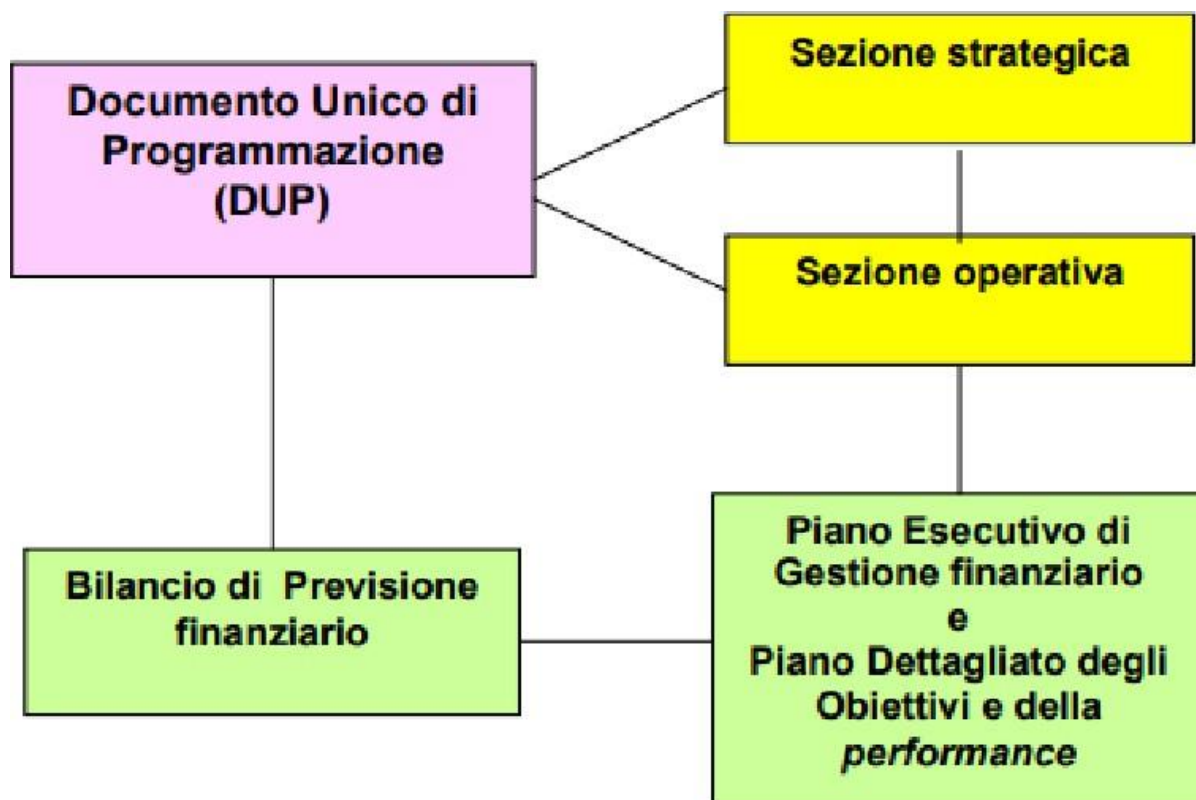 Documento Unico di
Programmazione
(DUP)
Sezione strategica
Sezione operativa
Bilancio di Previsione
finanziario
Piano Esecutivo di
Gestione finanziario
e
Piano Dettagliato degli
Obiettivi e della
performance